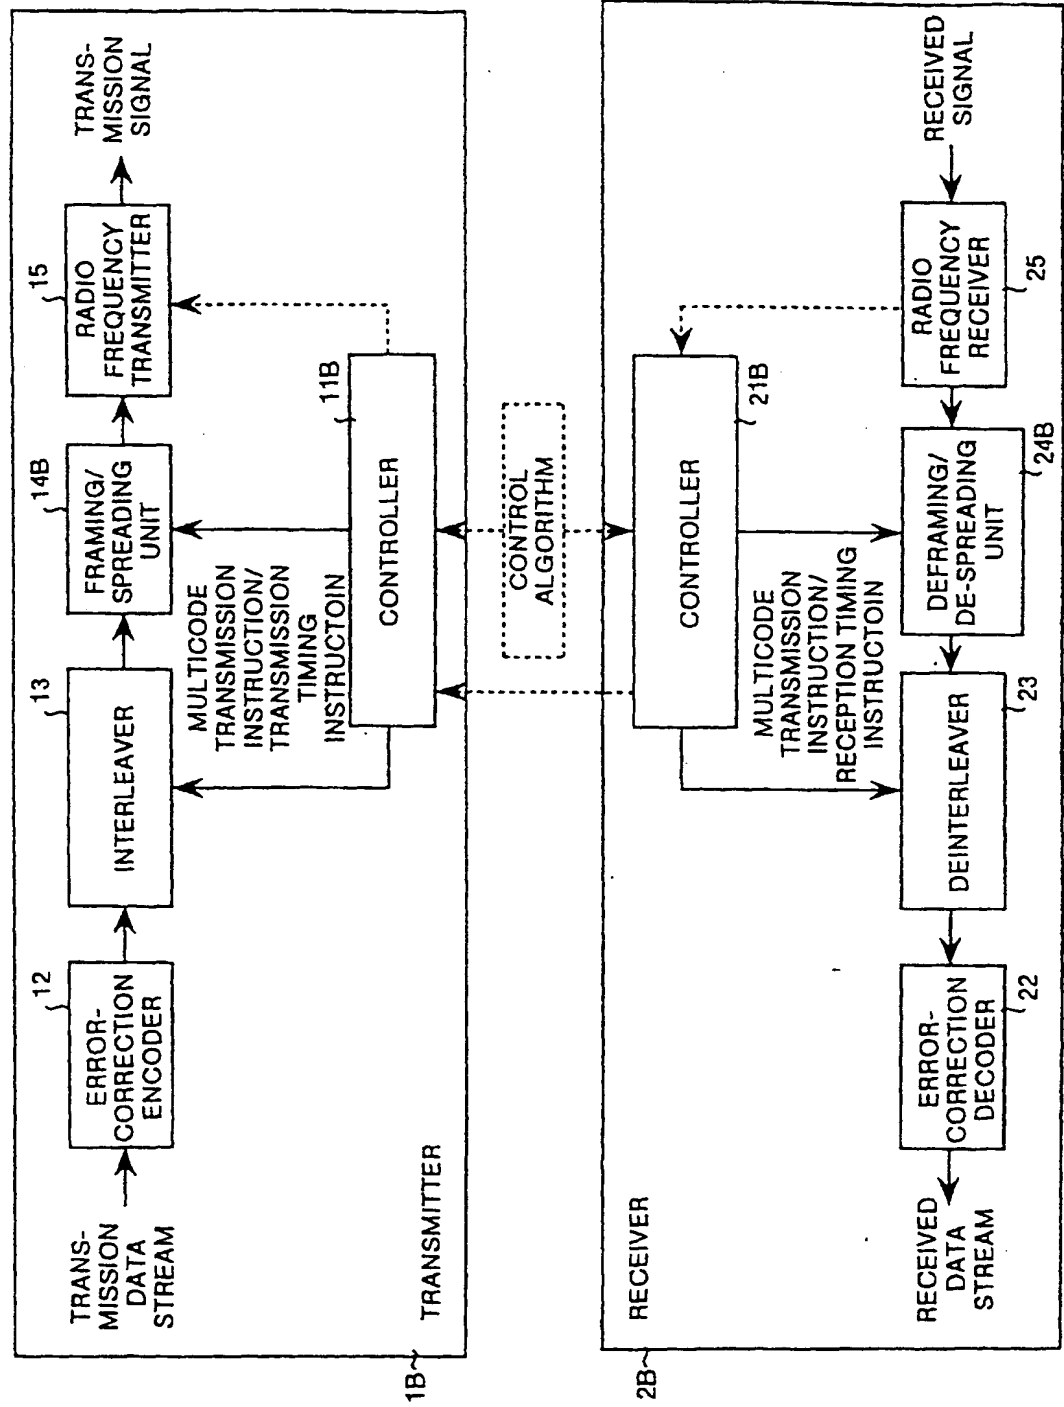 1B
TRANSMITTER
TRANS-
MISSION
DATA
STREAM
12
ERROR-
CORRECTION
ENCODER
13
INTERLEAVER
14B
FRAMING/
SPREADING
UNIT
15
RADIO
FREQUENCY
TRANSMITTER
TRANS-
MISSION
SIGNAL
MULTICODE
TRANSMISSION
INSTRUCTION/
TRANSMISSION
TIMING
INSTRUCTOIN
11B
CONTROLLER
CONTROL
ALGORITHM
2B
RECEIVER
CONTROLLER
21B
MULTICODE
TRANSMISSION
INSTRUCTION/
RECEPTION TIMING
INSTRUCTOIN
RECEIVED
DATA
STREAM
ERROR-
CORRECTION
DECODER
22
DEINTERLEAVER
23
DEFRAMING/
DE-SPREADING
UNIT
24B
RADIO
FREQUENCY
RECEIVER
25
RECEIVED
SIGNAL